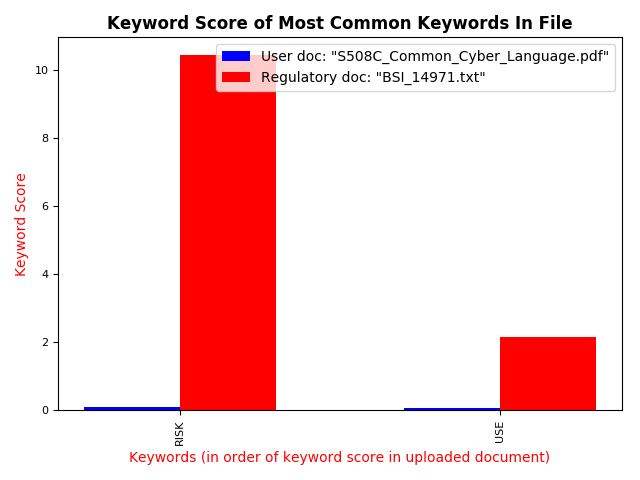 Keyword Score of Most Common Keywords In File
User doc: "S508C_Common_Cyber_Language.pdf"
Regulatory doc: "BSI_14971.txt"
Keyword Score
10
8
6
4
2
0
RISK
USE
Keywords (in order of keyword score in uploaded document)